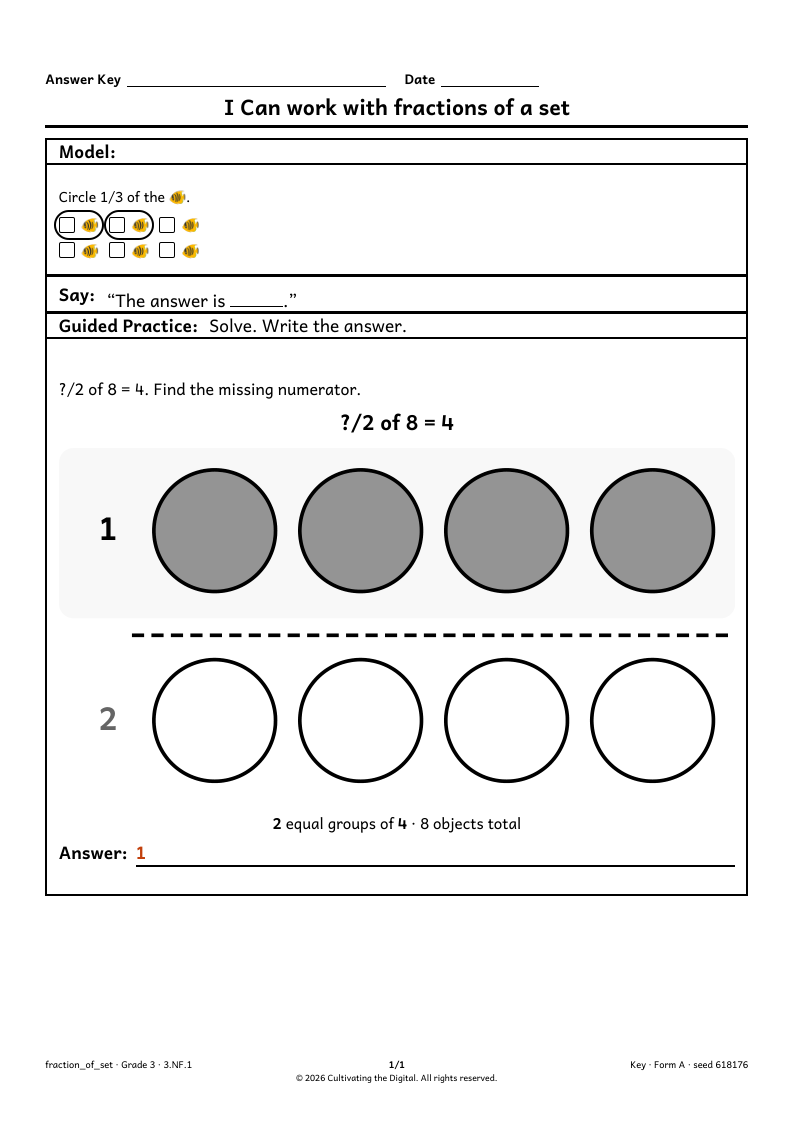 Answer Key ____________ Date ____________
I Can work with fractions of a set
Model:
Circle 1/3 of the 🐠.
Say: “The answer is ______.”
Guided Practice: Solve. Write the answer.
?/2 of 8 = 4. Find the missing numerator.
?/2 of 8 = 4
1
2
2 equal groups of 4 · 8 objects total
Answer: 1
fraction_of_set · Grade 3 · 3.NF.1
1/1
Key · Form A · seed 618176
© 2026 Cultivating the Digital. All rights reserved.